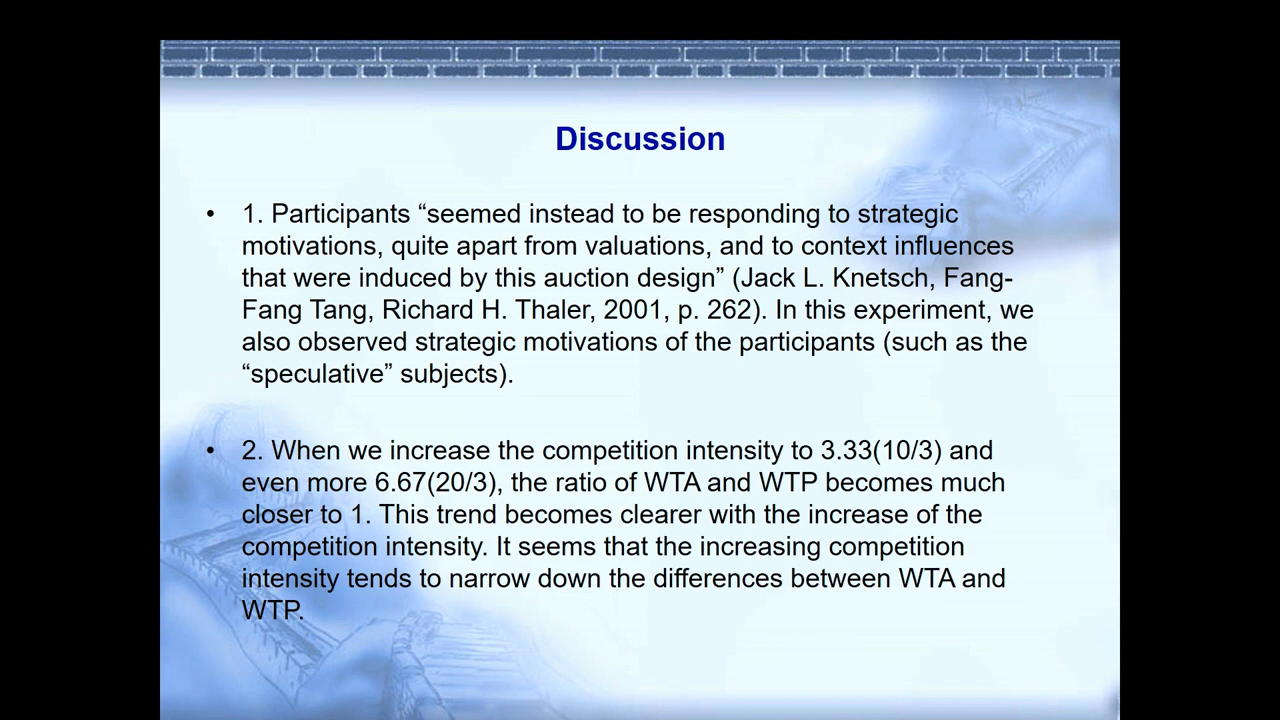 Discussion
• 1. Participants “seemed instead to be responding to strategic
motivations, quite apart from valuations, and to context influences
that were induced by this auction design” (Jack L. Knetsch, Fang-
Fang Tang, Richard H. Thaler, 2001, p. 262). In this experiment, we
also observed strategic motivations of the participants (such as the
“speculative” subjects).
• 2. When we increase the competition intensity to 3.33(10/3) and
even more 6.67(20/3), the ratio of WTA and WTP becomes much
closer to 1. This trend becomes clearer with the increase of the
competition intensity. It seems that the increasing competition
intensity tends to narrow down the differences between WTA and
WTP.